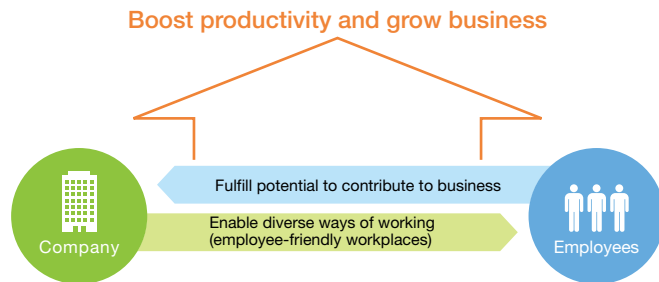 Boost productivity and grow business
Fulfill potential to contribute to business
Enable diverse ways of working
(employee-friendly workplaces)
Company
Employees